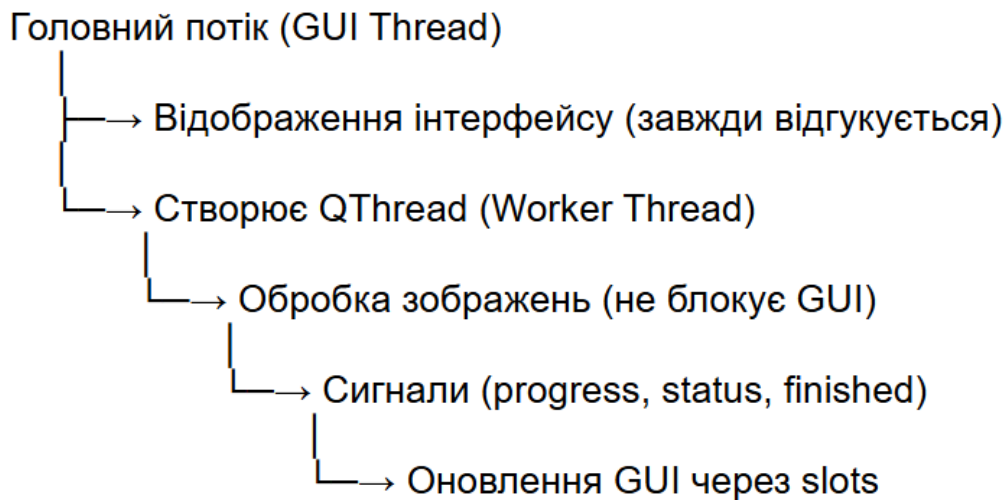 Головний потік (GUI Thread)
Відображення інтерфейсу (завжди відгукується)
Створює QThread (Worker Thread)
Обробка зображень (не блокує GUI)
Сигнали (progress, status, finished)
Оновлення GUI через slots